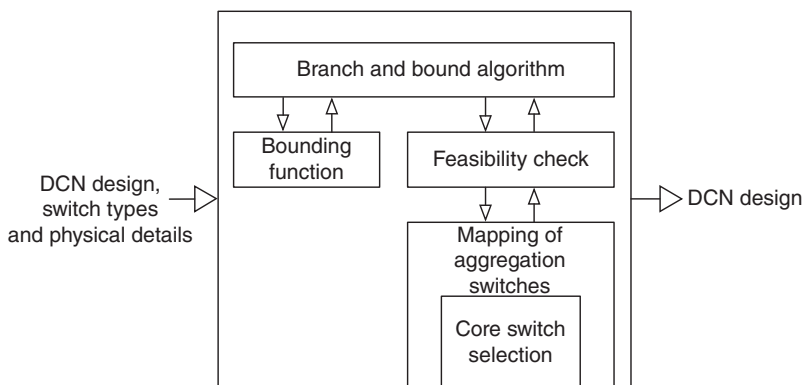 Branch and bound algorithm
Bounding
function
Feasibility check
DCN design,
switch types
and physical details
DCN design
Mapping of
aggregation
switches
Core switch
selection